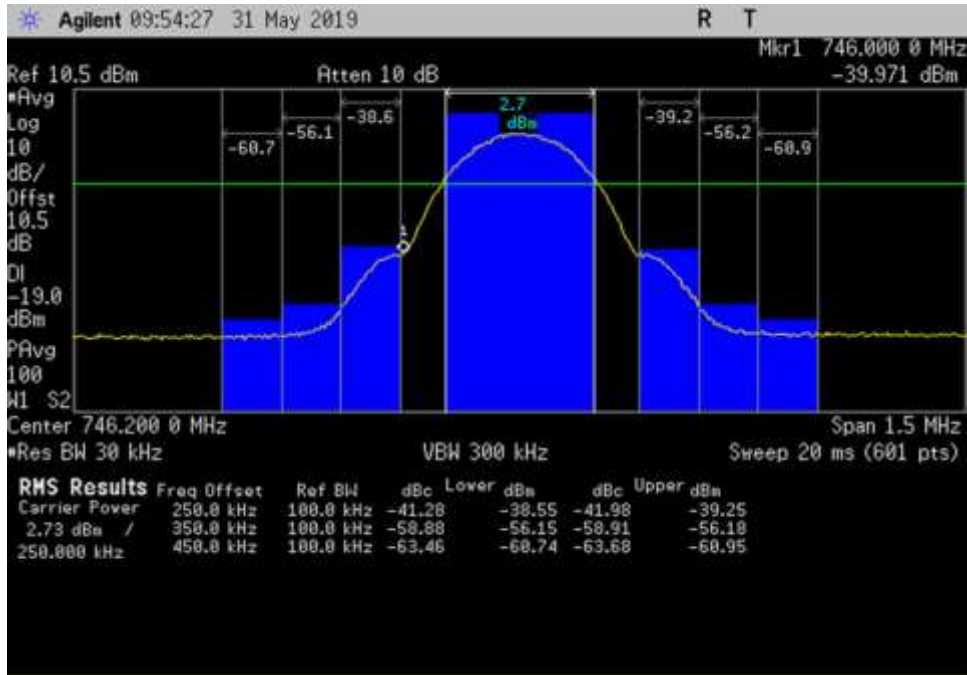 Agilent 09:54:27 31 May 2019 R T
Mkr1 746.000 0 MHz
Ref 10.5 dBm Atten 10 dB -39.971 dBm
*Avg
Log
10
dB/
Offst
10.5
dB
DI
-19.0
dBm
PAvg
100
W1 S2
-60.7
-56.1
-38.6
2.7
dBm
-39.2
-56.2
-60.9
1
Center 746.200 0 MHz Span 1.5 MHz
*Res BW 30 kHz VBW 300 kHz Sweep 20 ms (601 pts)
RMS Results Freq Offset Ref BW dBc Lower dBm dBc Upper dBm
Carrier Power 250.0 kHz 100.0 kHz -41.28 -38.55 -41.98 -39.25
2.73 dBm / 350.0 kHz 100.0 kHz -58.88 -56.15 -58.91 -56.18
250.000 kHz 450.0 kHz 100.0 kHz -63.46 -60.74 -63.68 -60.95